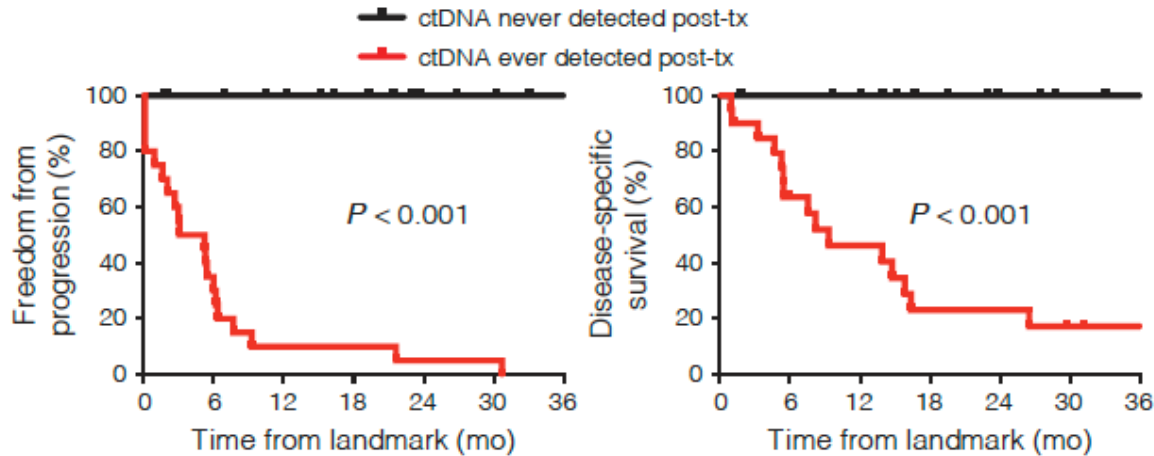 ctDNA never detected post-tx
ctDNA ever detected post-tx
Freedom from
progression (%)
100
80
60
40
20
0
P < 0.001
0 6 12 18 24 30 36
Time from landmark (mo)
Disease-specific
survival (%)
100
80
60
40
20
0
P < 0.001
0 6 12 18 24 30 36
Time from landmark (mo)